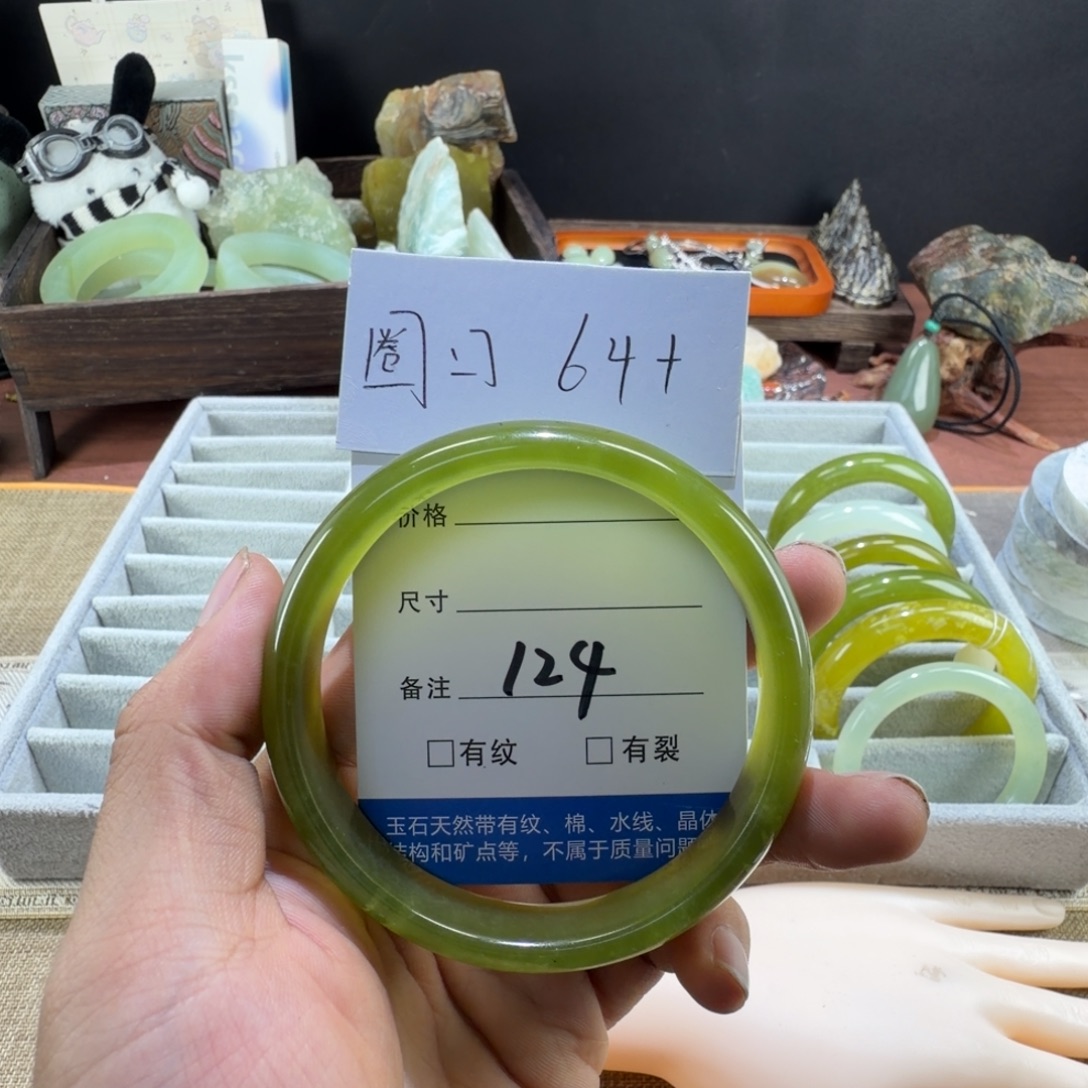 圈口 64+
价格
尺寸
备注 124
□有纹 □有裂
玉石天然带有纹、棉、水线、晶体
结构和矿点等，不属于质量问题